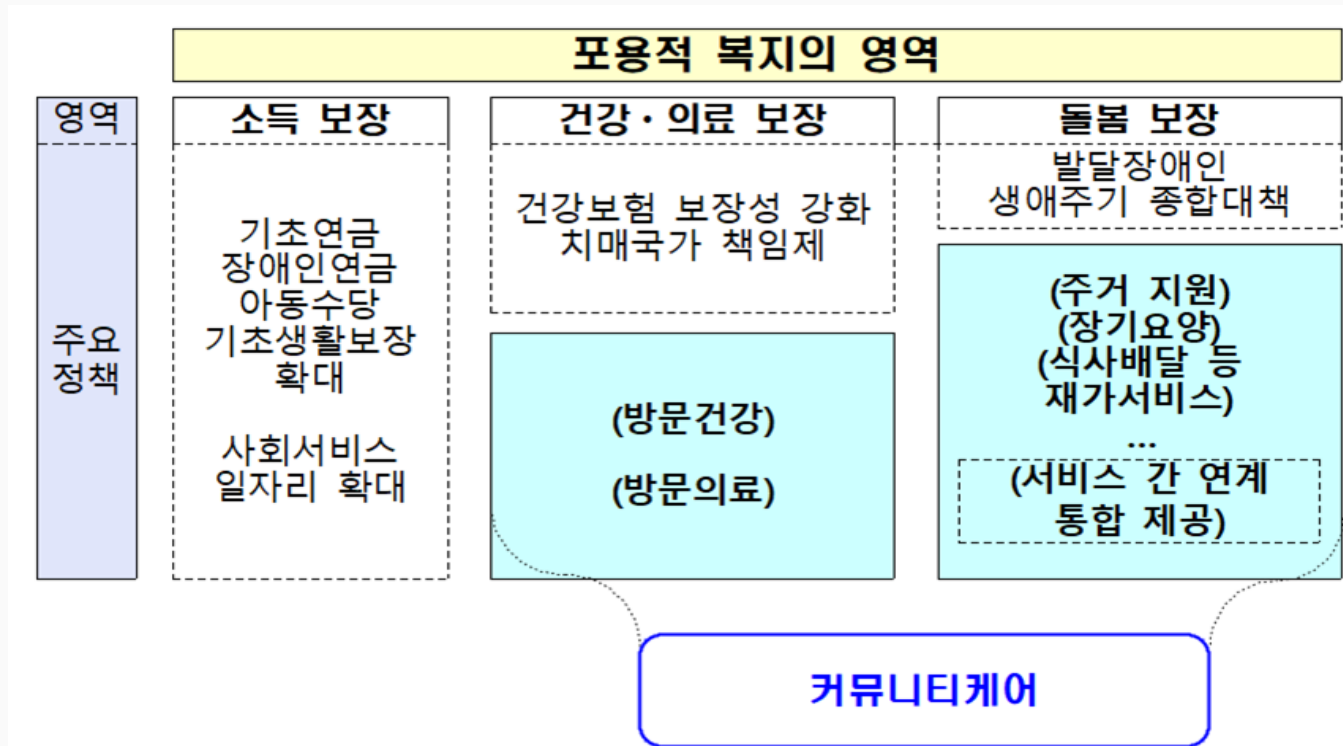 포용적 복지의 영역
영역
소득 보장
건강·의료 보장
돌봄 보장
주요
정책
기초연금
장애인연금
아동수당
기초생활보장
확대
사회서비스
일자리 확대
건강보험 보장성 강화
치매국가 책임제
(방문건강)
(방문의료)
발달장애인
생애주기 종합대책
(주거 지원)
(장기요양)
(식사배달 등
재가서비스)
...
(서비스 간 연계
통합 제공)
커뮤니티케어